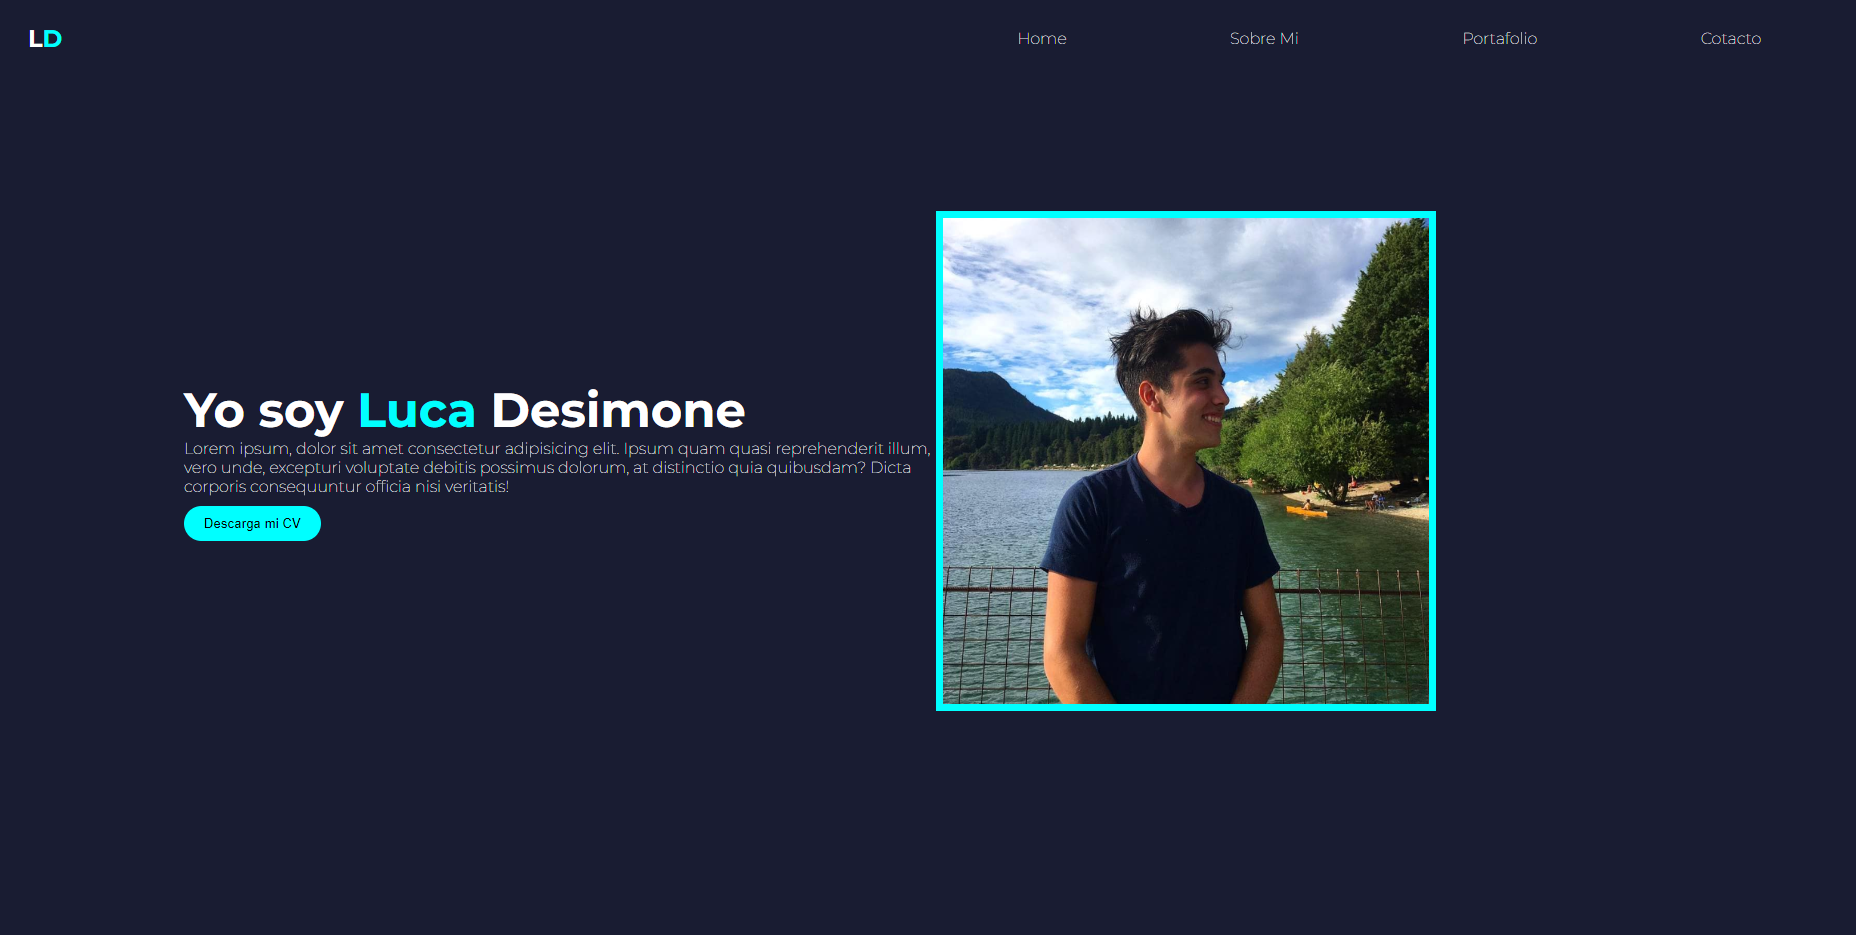 LD
Home
Sobre Mi
Portafolio
Cotacto
Yo soy Luca Desimone
Lorem ipsum, dolor sit amet consectetur adipisicing elit. Ipsum quam quasi reprehenderit illum,
vero unde, excepturi voluptate debitis possimus dolorum, at distinctio quia quibusdam? Dicta
corporis consequuntur officia nisi veritatis!
Descarga mi CV